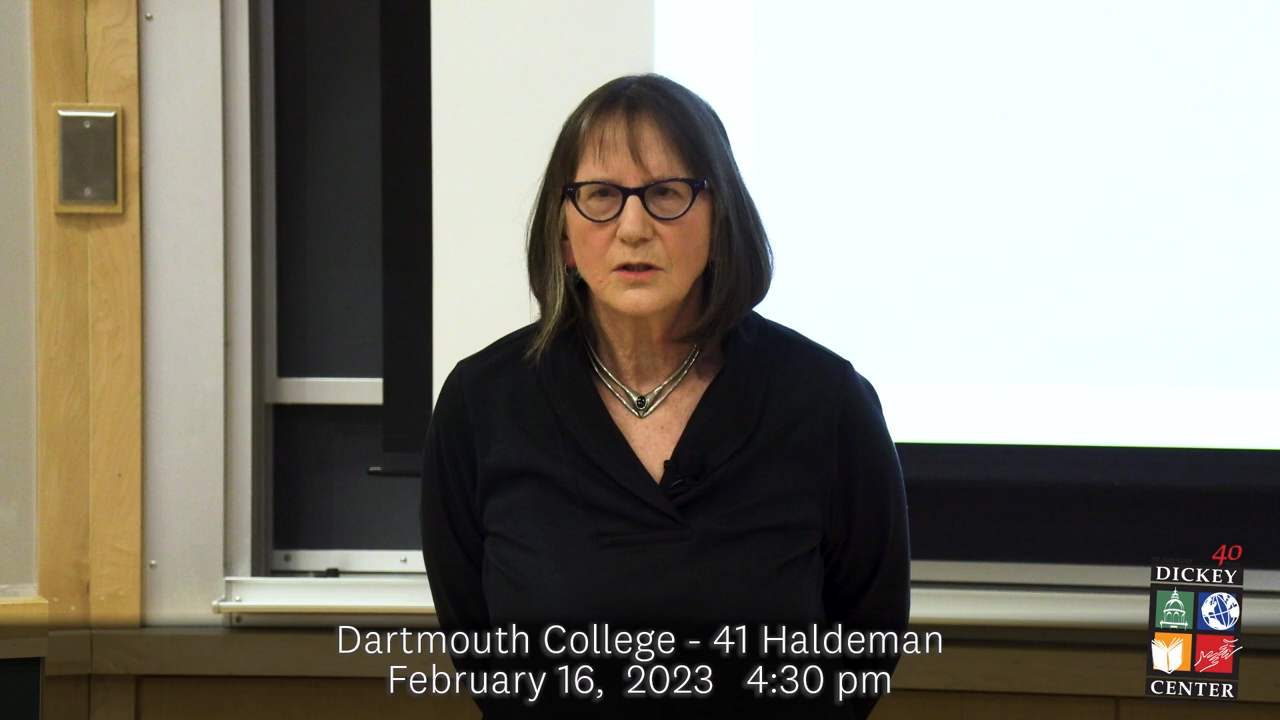 40
DICKEY
CENTER
Dartmouth College - 41 Haldeman
February 16, 2023 4:30 pm